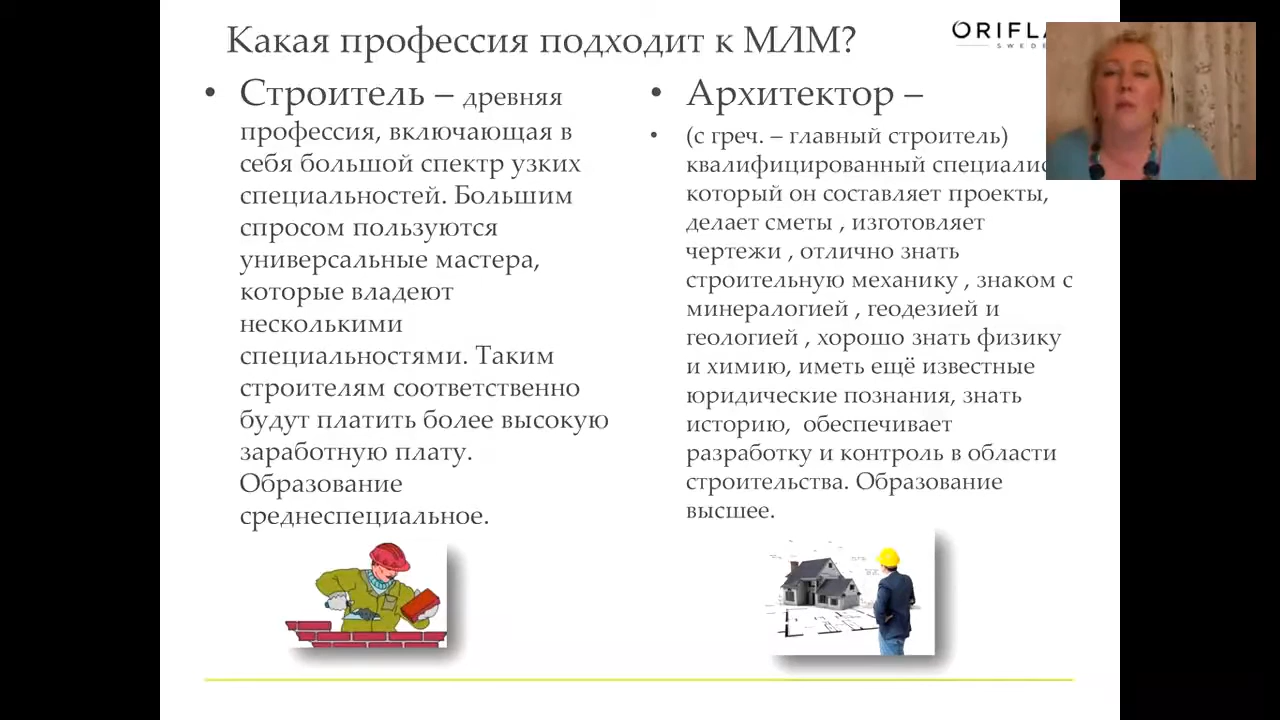 Какая профессия подходит к МЛМ?
ORIFLA
SWEDE
• Строитель – древняя
профессия, включающая в
себя большой спектр узких
специальностей. Большим
спросом пользуются
универсальные мастера,
которые владеют
несколькими
специальностями. Таким
строителям соответственно
будут платить более высокую
заработную плату.
Образование
среднеспециальное.
• Архитектор –
• (с греч. – главный строитель)
квалифицированный специалис
который он составляет проекты,
делает сметы , изготовляет
чертежи , отлично знать
строительную механику , знаком с
минералогией , геодезией и
геологией , хорошо знать физику
и химию, иметь ещё известные
юридические познания, знать
историю, обеспечивает
разработку и контроль в области
строительства. Образование
высшее.